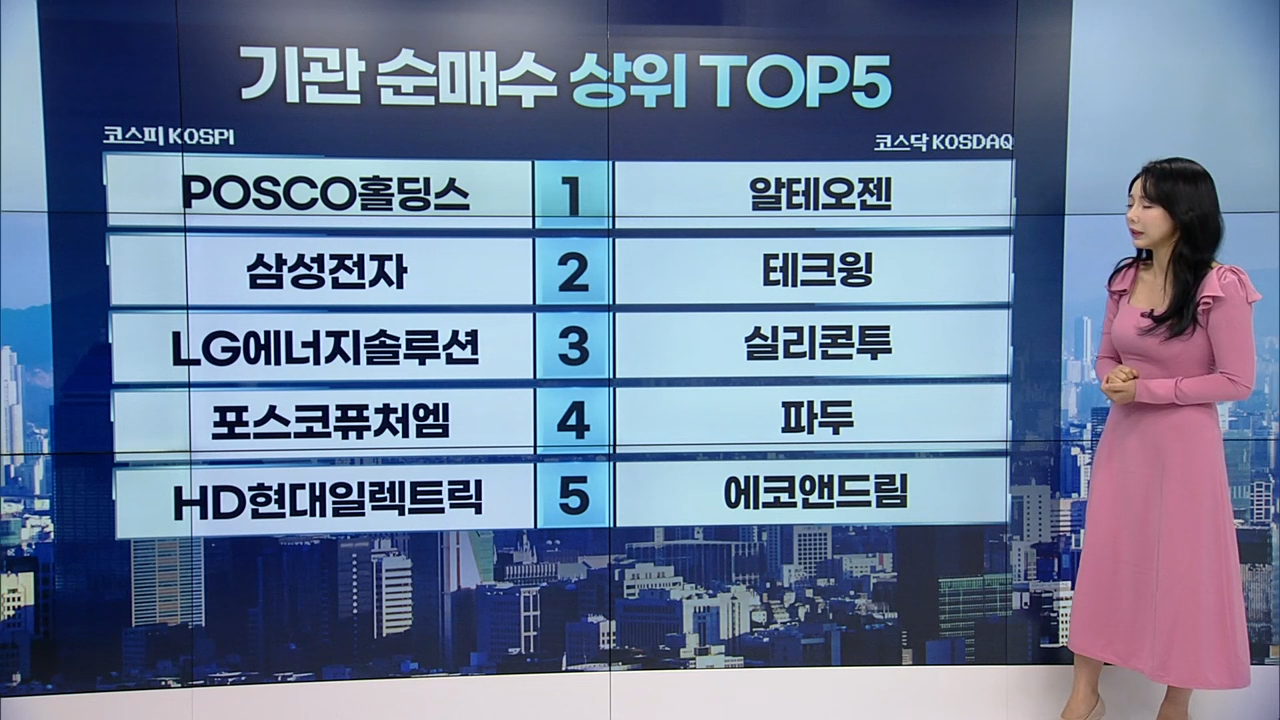 기관 순매수 상위 TOP5
코스피 KOSPI 코스닥 KOSDAQ
POSCO홀딩스 1 알테오젠
삼성전자 2 테크윙
LG에너지솔루션 3 실리콘투
포스코퓨처엠 4 파두
HD현대일렉트릭 5 에코앤드림